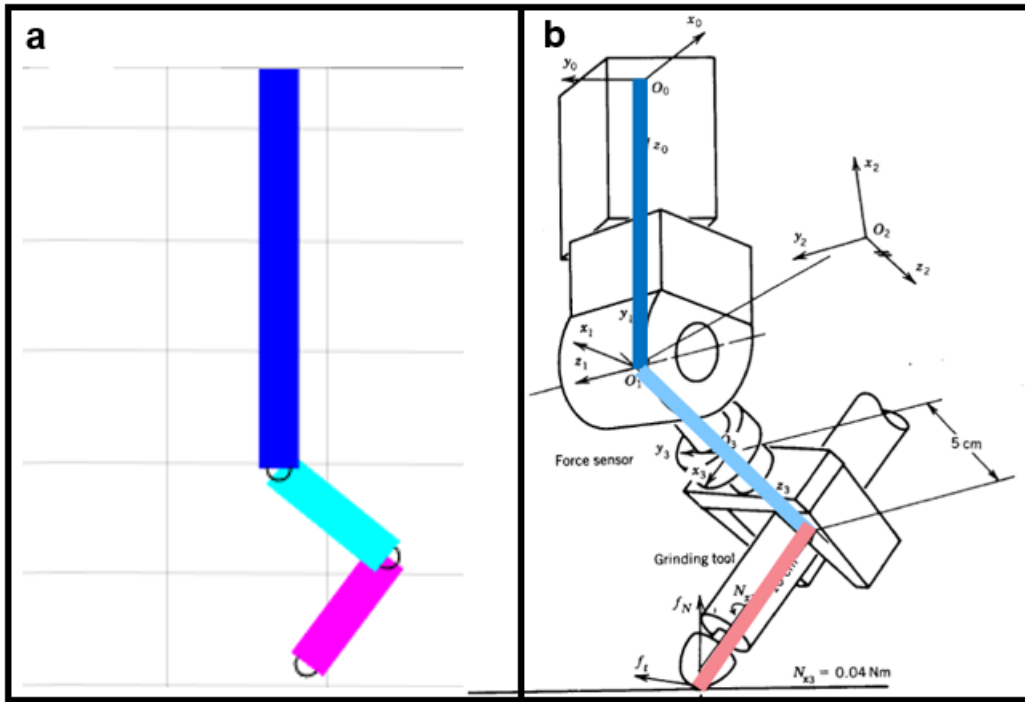 a
b
x0
y0
O0
z0
x2
O2
y2
z2
y1
x1
z1
O1
5 cm
Force sensor
y3
O3
x3
z3
Grinding tool
cm
fN
ft
Nx3 = 0.04 Nm